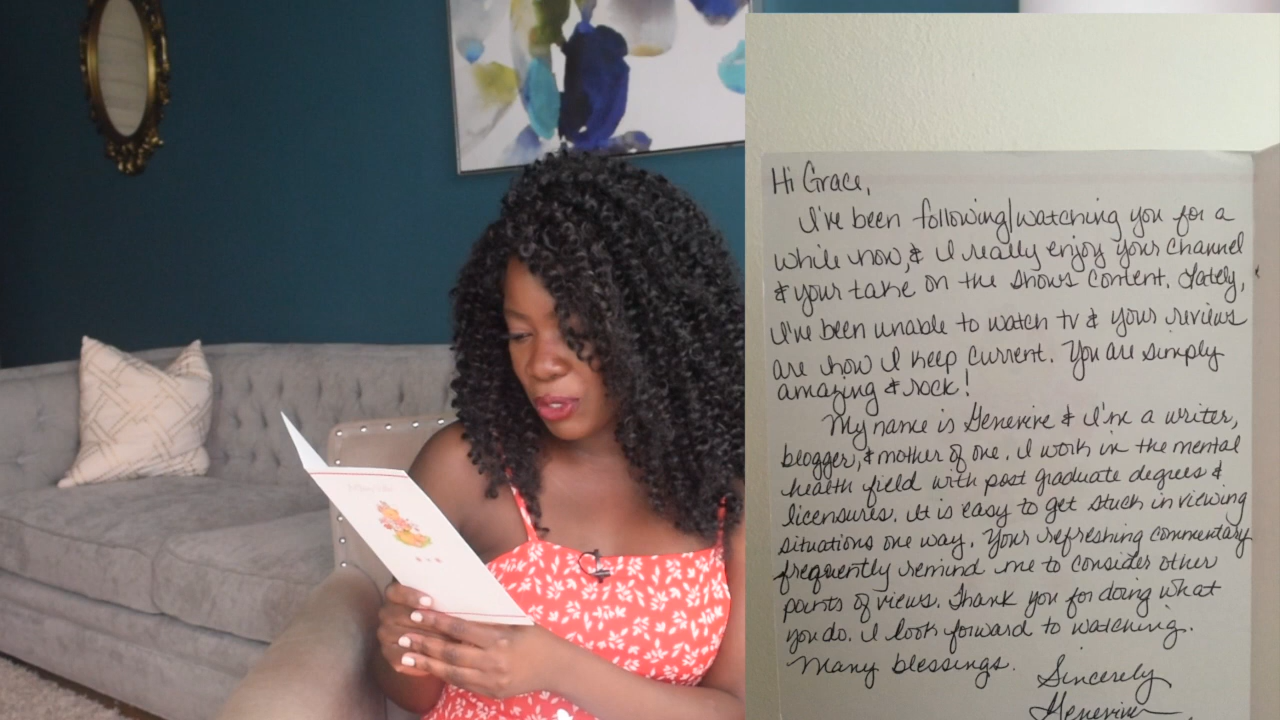 Hi Grace,
I've been following/watching you for a
while now, & I really enjoy your channel
& your take on the shows content. Lately,
I've been unable to watch tv & your reviews
are how I keep current. You are simply
amazing & rock!
My name is Genevive & I'm a writer,
blogger, & mother of one. I work in the mental
health field with post graduate degrees &
licensures. It is easy to get stuck in viewing
situations one way. Your refreshing commentary
frequently remind me to consider other
points of views. Thank you for doing what
you do. I look forward to watching.
Many blessings.
Sincerely
Genevive